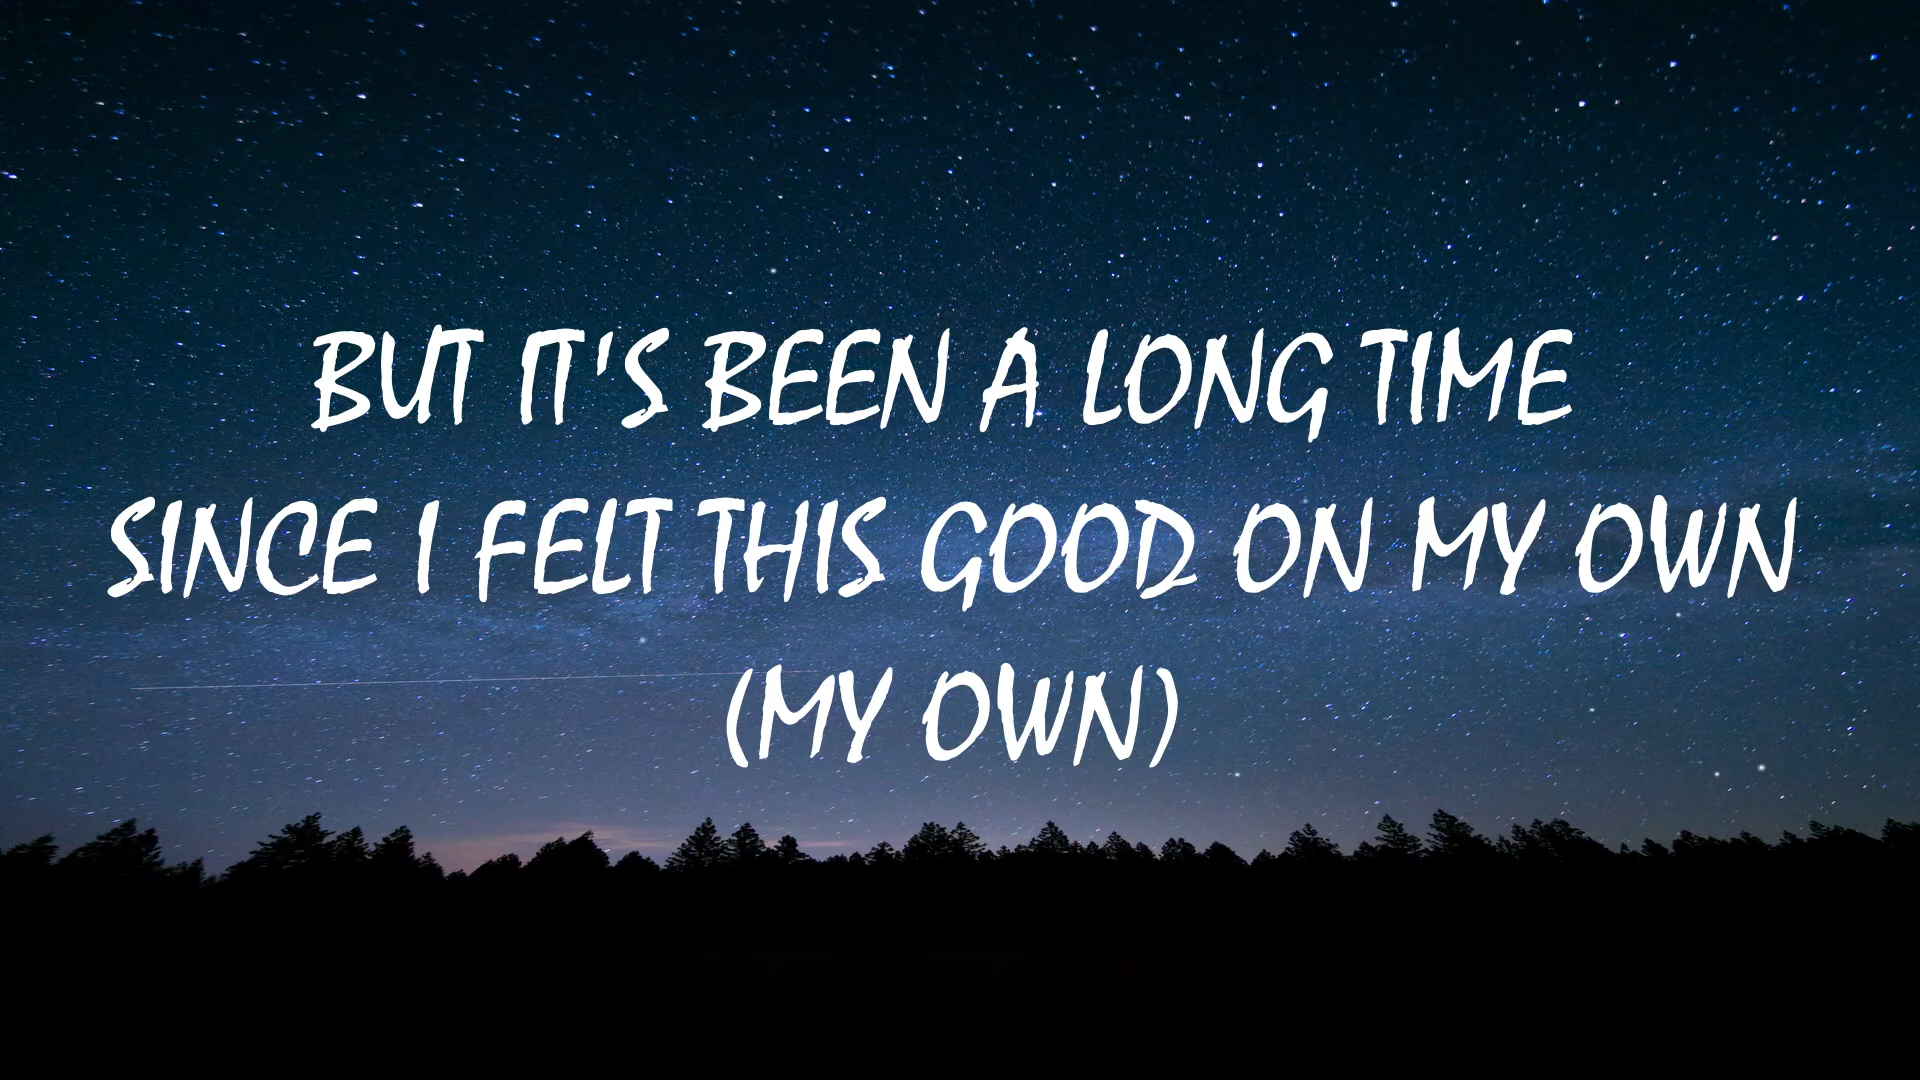 BUT IT'S BEEN A LONG TIME
SINCE I FELT THIS GOOD ON MY OWN
(MY OWN)